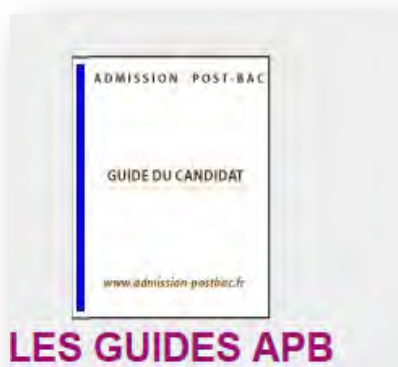 ADMISSION POST-BAC
GUIDE DU CANDIDAT
www.admission-postbac.fr
LES GUIDES APB